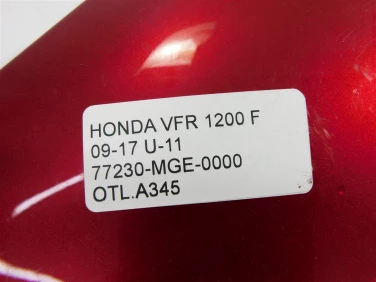 HONDA VFR 1200 F
09-17 U-11
77230-MGE-0000
OTL.A345